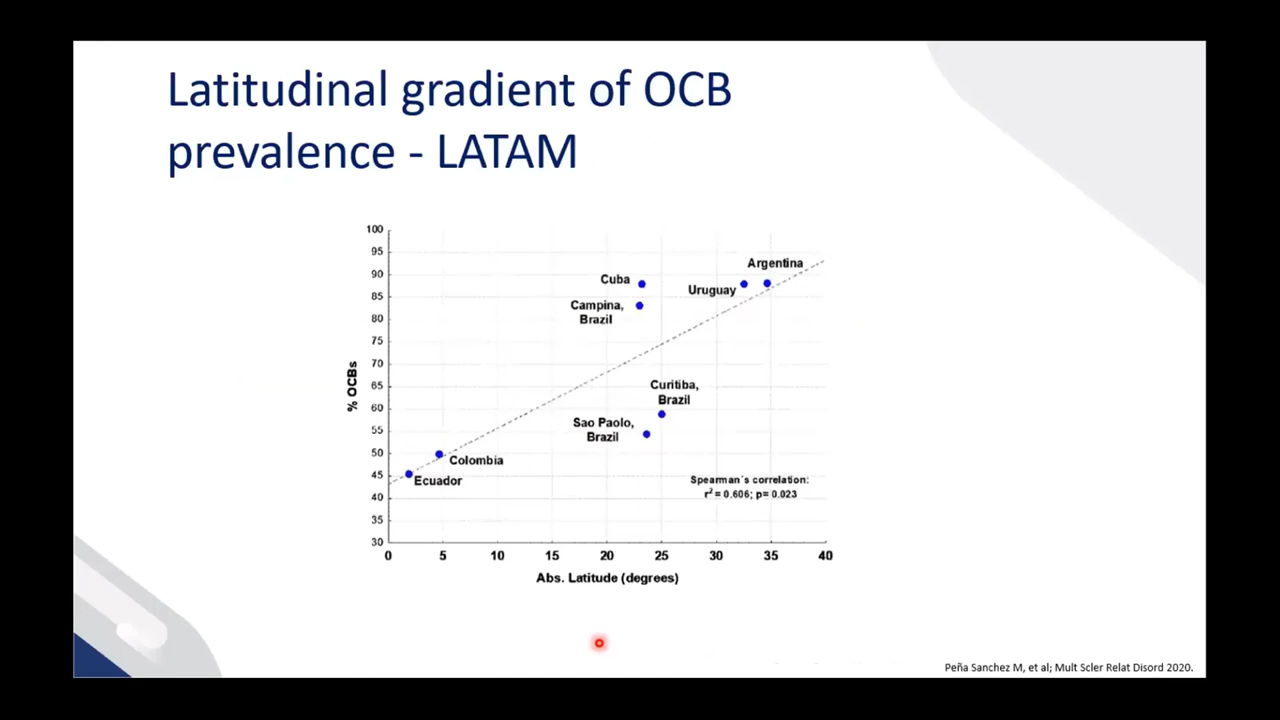 Latitudinal gradient of OCB
prevalence - LATAM
100
95
90
85
80
75
70
65
60
55
50
45
40
35
30
% OCBs
Cuba
Campina,
Brazil
Argentina
Uruguay
Curitiba,
Brazil
Sao Paolo,
Brazil
Colombia
Ecuador
Spearman´s correlation:
r² = 0.606; p= 0.023
0 5 10 15 20 25 30 35 40
Abs. Latitude (degrees)
Peña Sanchez M, et al; Mult Scler Relat Disord 2020.